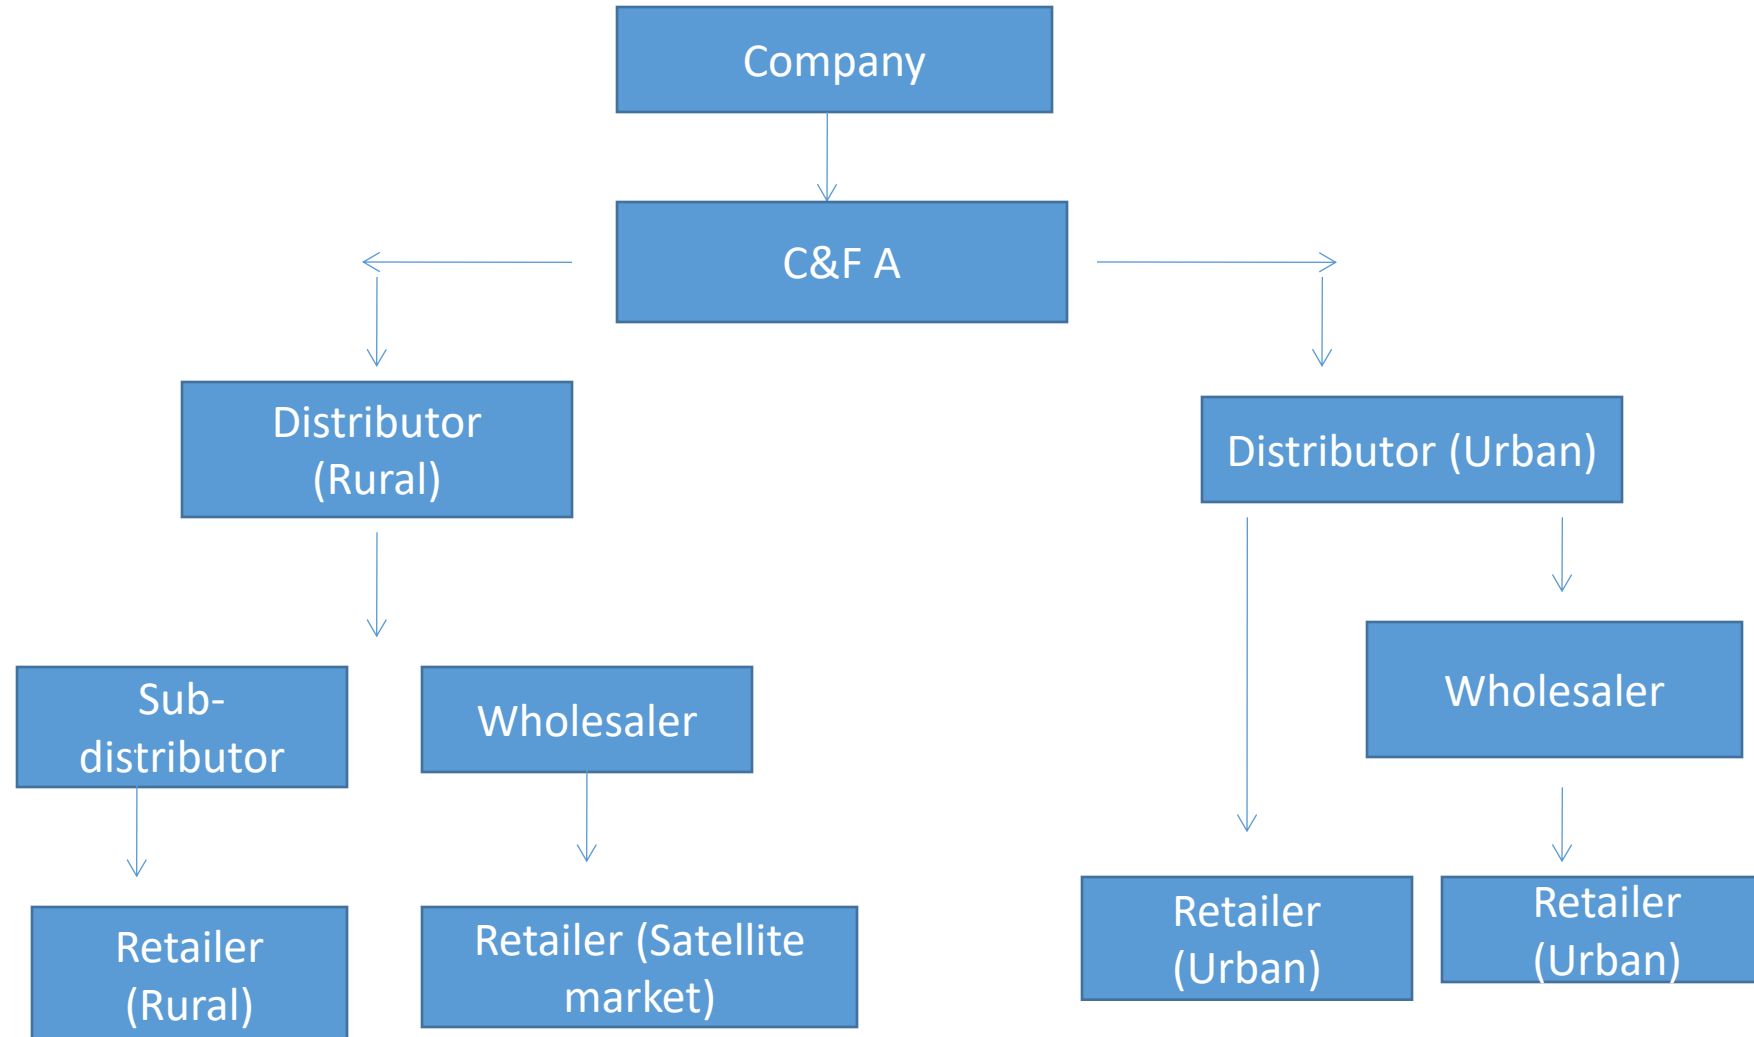 Company
C&F A
Distributor
(Rural)
Distributor (Urban)
Sub-
distributor
Wholesaler
Wholesaler
Retailer
(Rural)
Retailer (Satellite
market)
Retailer
(Urban)
Retailer
(Urban)